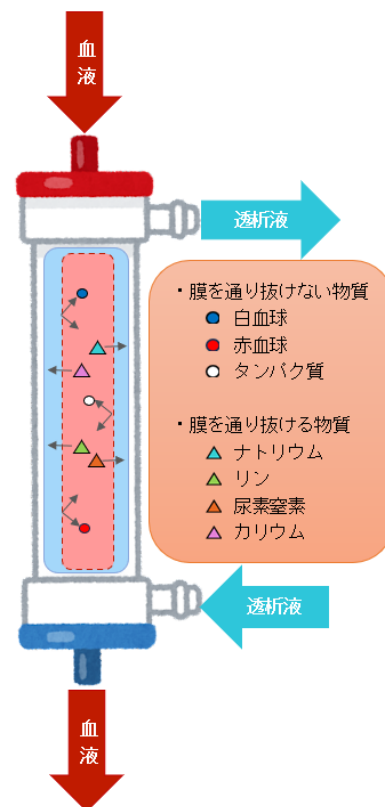 血液
透析液
・膜を通り抜けない物質
白血球
赤血球
タンパク質
・膜を通り抜ける物質
ナトリウム
リン
尿素窒素
カリウム
透析液
血液